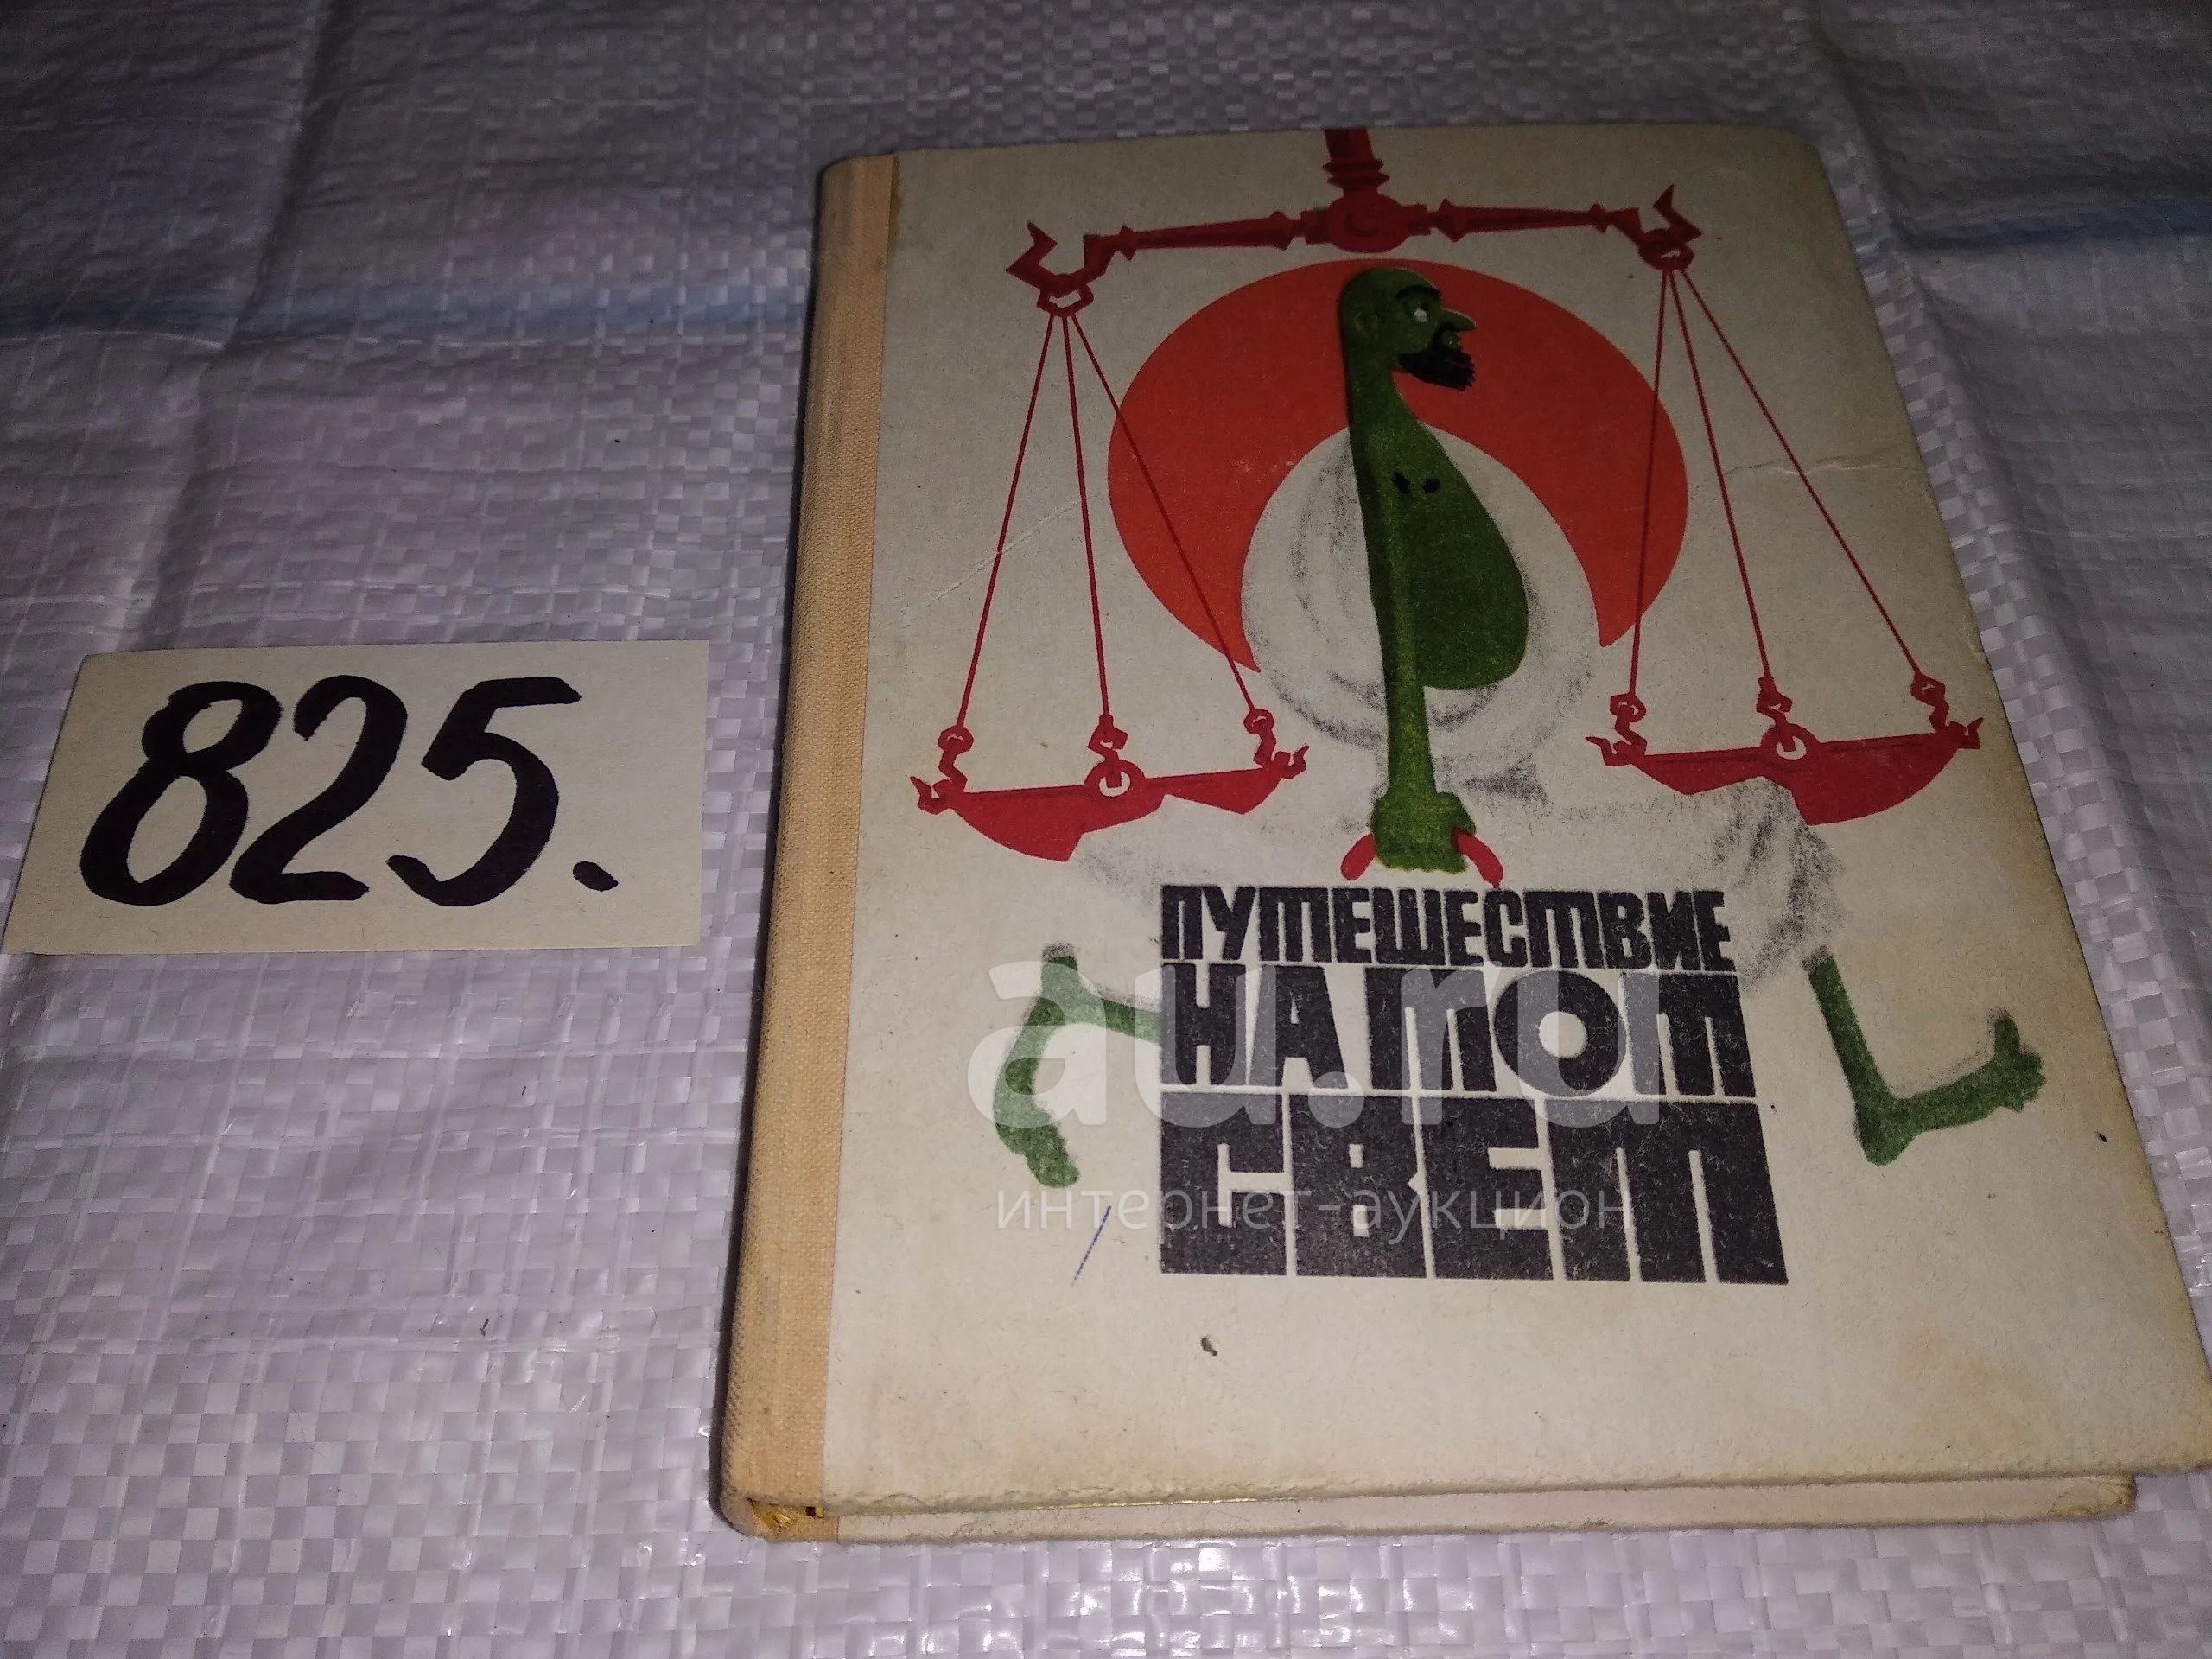 825.
ПУТЕШЕСТВИЕ
НА ТОТ
СВЕТ
au.ru
интернет-аукцион